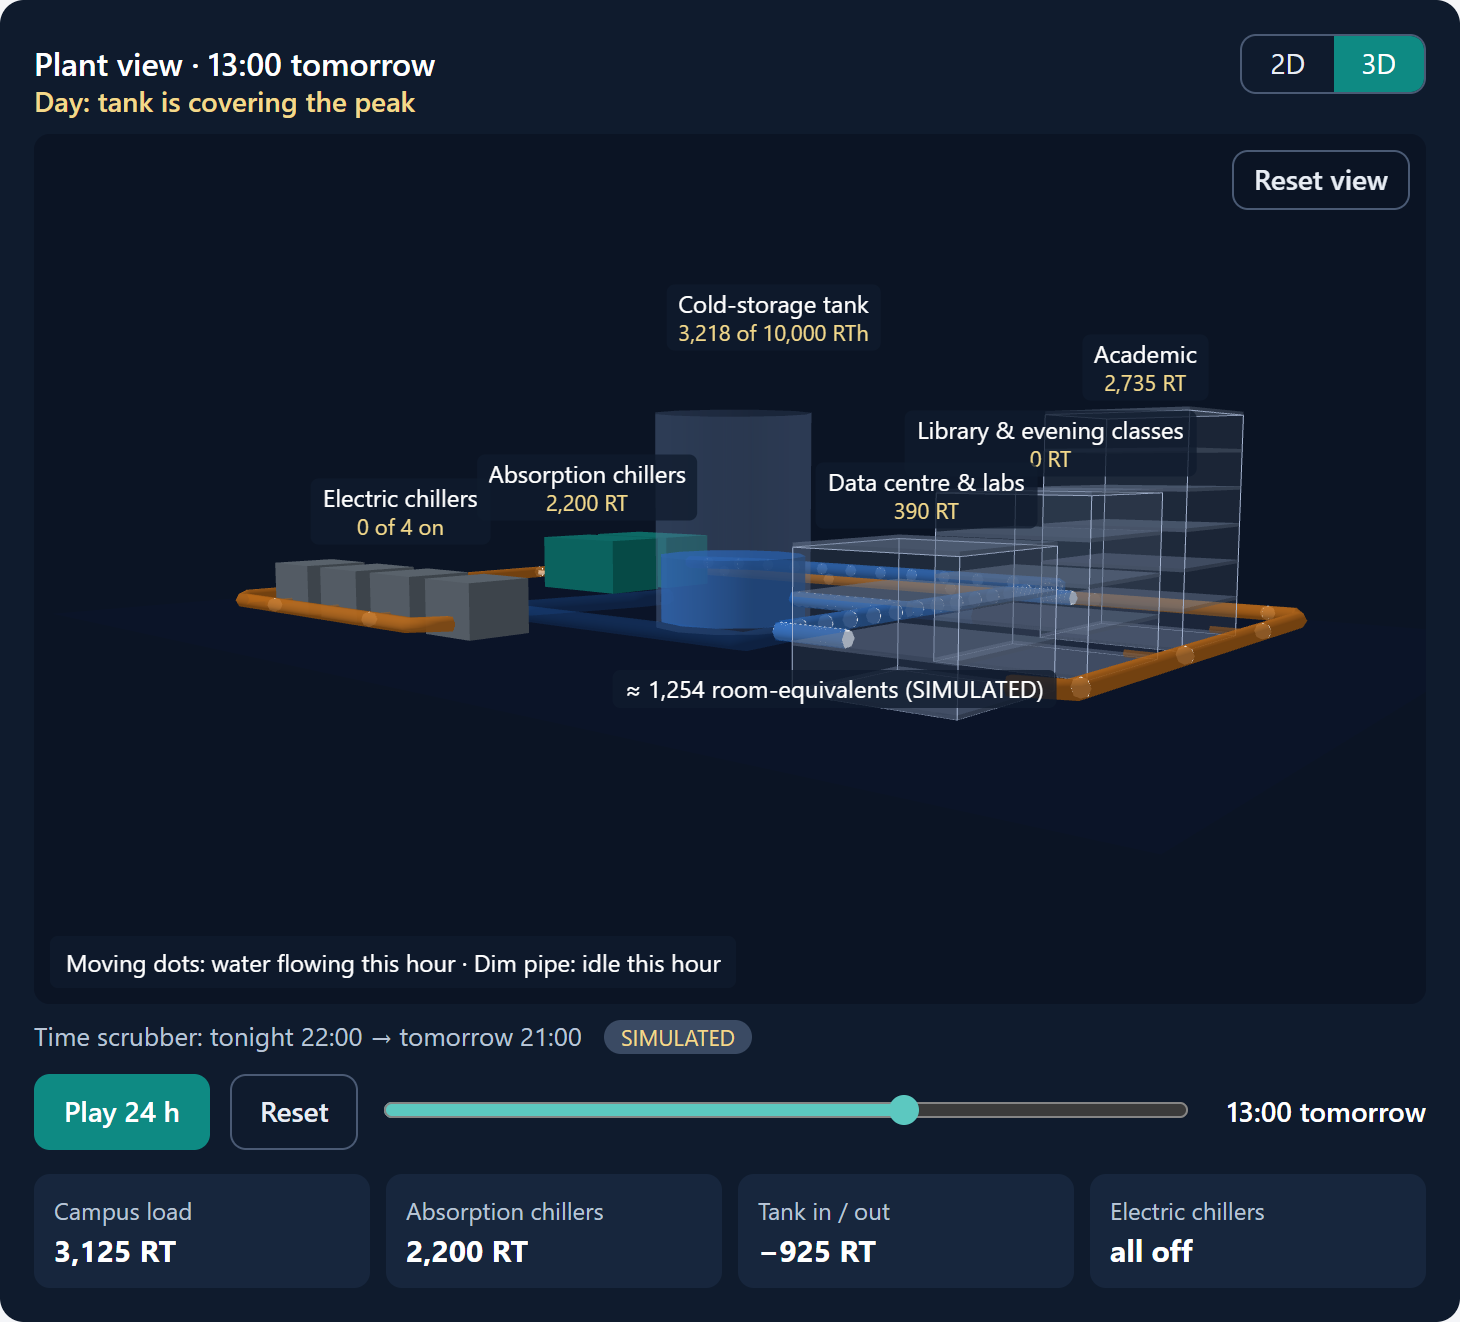 Plant view · 13:00 tomorrow
Day: tank is covering the peak
2D
3D
Reset view
Cold-storage tank
3,218 of 10,000 RTh
Academic
2,735 RT
Library & evening classes
0 RT
Data centre & labs
390 RT
Absorption chillers
2,200 RT
Electric chillers
0 of 4 on
≈ 1,254 room-equivalents (SIMULATED)
Moving dots: water flowing this hour · Dim pipe: idle this hour
Time scrubber: tonight 22:00 → tomorrow 21:00
SIMULATED
Play 24 h
Reset
13:00 tomorrow
Campus load
3,125 RT
Absorption chillers
2,200 RT
Tank in / out
−925 RT
Electric chillers
all off